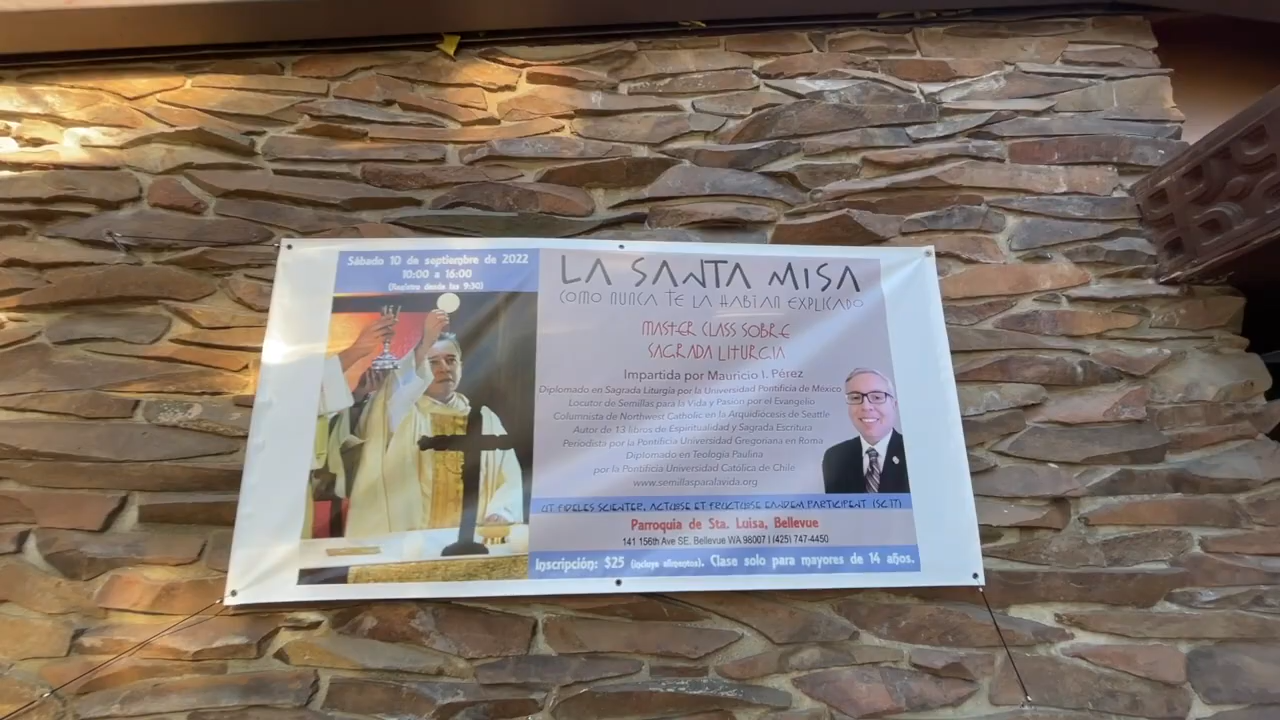 Sábado 10 de septiembre de 2022
10:00 a 16:00
(Registro desde las 9:30)
LA SANTA MISA
COMO NUNCA TE LA HABÍAN EXPLICADO
MASTER CLASS SOBRE
SAGRADA LITURGIA
Impartida por Mauricio I. Pérez
Diplomado en Sagrada Liturgia por la Universidad Pontificia de México
Locutor de Semillas para la Vida y Pasión por el Evangelio
Columnista de Northwest Catholic en la Arquidiócesis de Seattle
Autor de 13 libros de Espiritualidad y Sagrada Escritura
Periodista por la Pontificia Universidad Gregoriana en Roma
Diplomado en Teología Paulina
por la Pontificia Universidad Católica de Chile
www.semillasparalavida.org
UT FIDELES SCIENTER, ACTUOSE ET FRUCTUOSE EANDEM PARTICIPENT (SC 17)
Parroquia de Sta. Luisa, Bellevue
141 156th Ave SE, Bellevue WA 98007 | (425) 747-4450
Inscripción: $25 (incluye alimentos). Clase solo para mayores de 14 años.